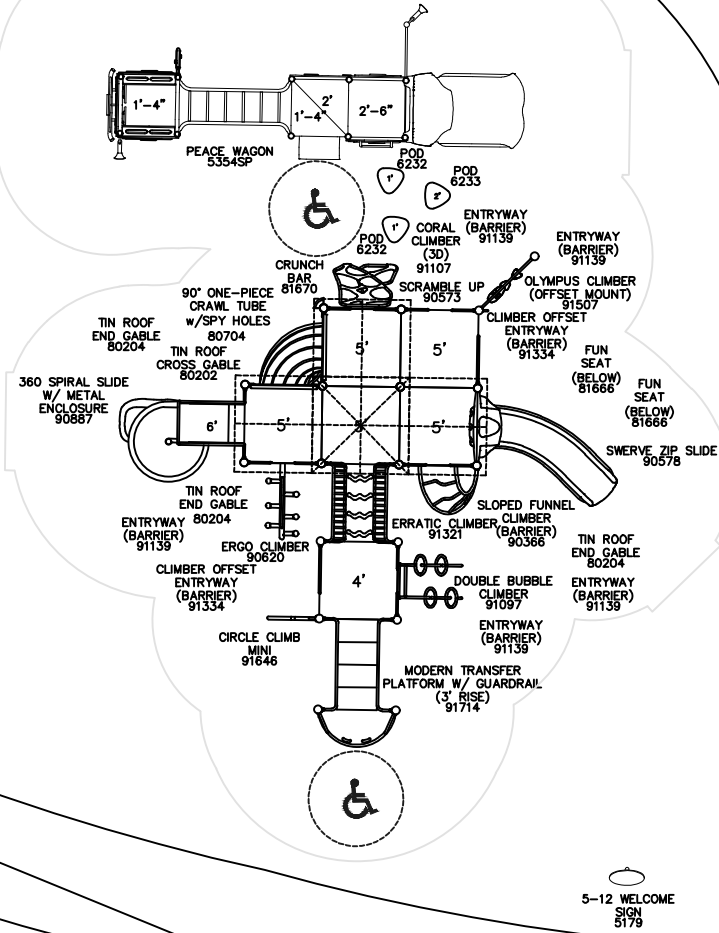 1'-4"
2'
1'-4"
2'-6"
PEACE WAGON
5354SP
POD
6232
1'
POD
6233
2'
POD
6232
1'
CORAL
CLIMBER
(3D)
91107
ENTRYWAY
(BARRIER)
91139
ENTRYWAY
(BARRIER)
91139
CRUNCH
BAR
81670
SCRAMBLE UP
90573
OLYMPUS CLIMBER
(OFFSET MOUNT)
91507
90° ONE-PIECE
CRAWL TUBE
w/SPY HOLES
80704
CLIMBER OFFSET
ENTRYWAY
(BARRIER)
91334
TIN ROOF
END GABLE
80204
TIN ROOF
CROSS GABLE
80202
5'
5'
FUN
SEAT
(BELOW)
81666
FUN
SEAT
(BELOW)
81666
360 SPIRAL SLIDE
W/ METAL
ENCLOSURE
90887
6'
5'
5'
SWERVE ZIP SLIDE
90578
TIN ROOF
END GABLE
80204
ENTRYWAY
(BARRIER)
91139
ERGO CLIMBER
90620
ERRATIC CLIMBER
91321
SLOPED FUNNEL
CLIMBER
(BARRIER)
90366
TIN ROOF
END GABLE
80204
CLIMBER OFFSET
ENTRYWAY
(BARRIER)
91334
4'
DOUBLE BUBBLE
CLIMBER
91097
ENTRYWAY
(BARRIER)
91139
CIRCLE CLIMB
MINI
91646
ENTRYWAY
(BARRIER)
91139
MODERN TRANSFER
PLATFORM W/ GUARDRAIL
(3' RISE)
91714
5-12 WELCOME
SIGN
5179